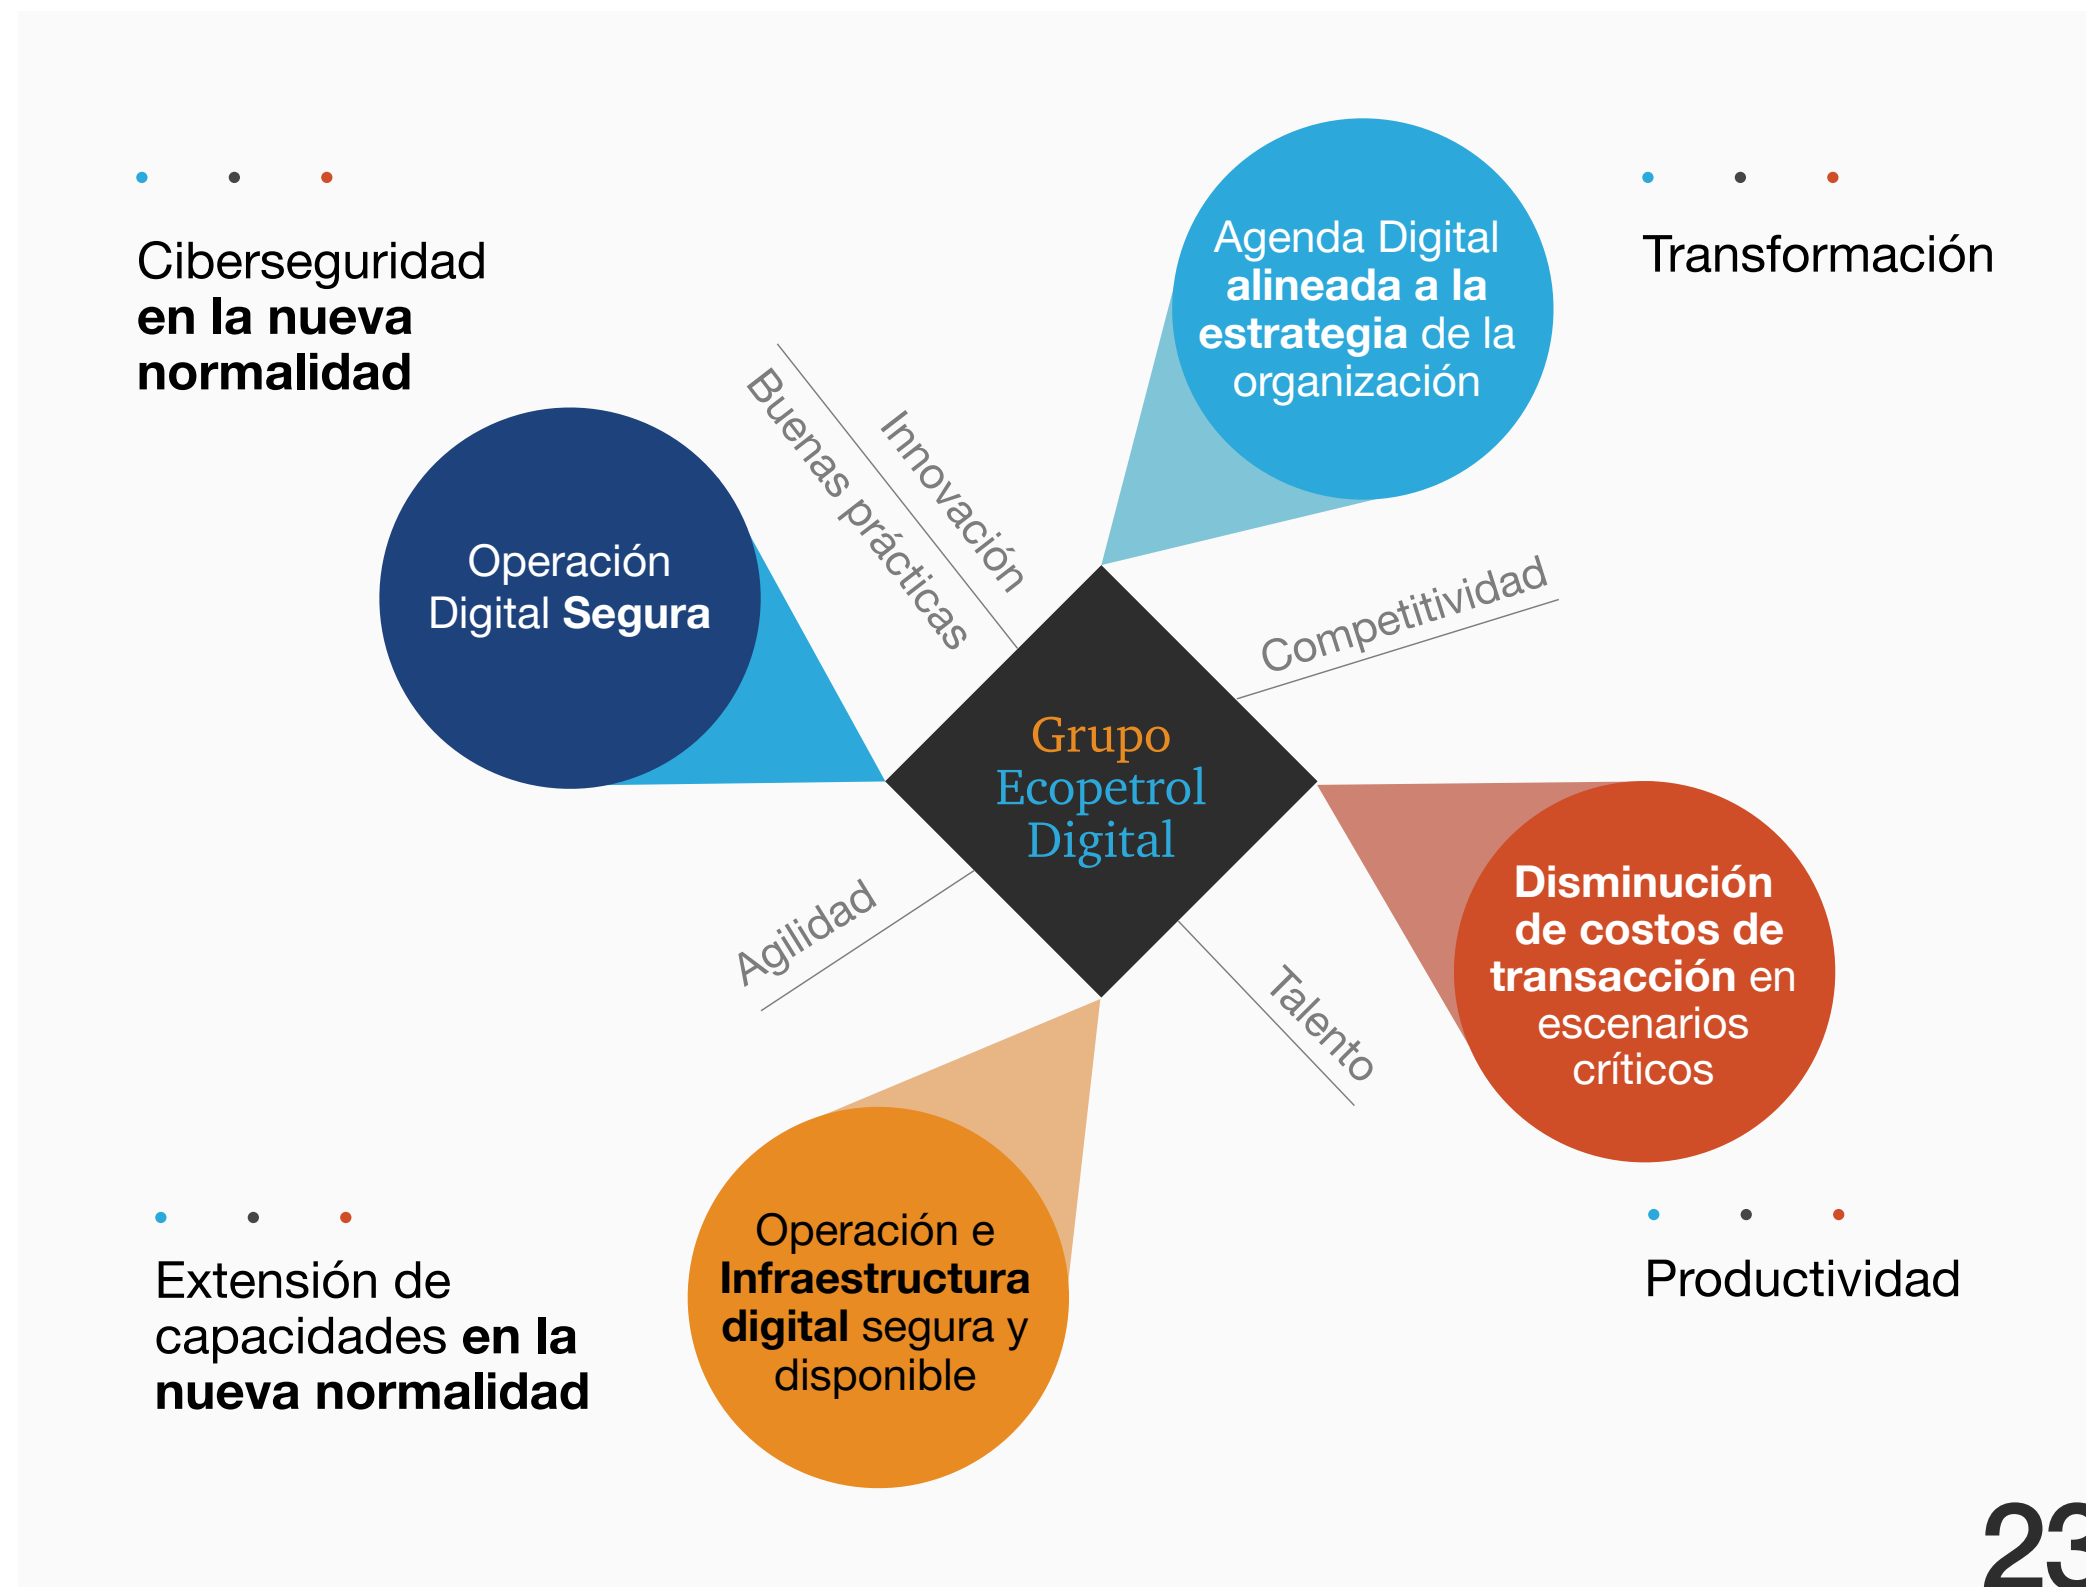 Ciberseguridad
en la nueva
normalidad
Agenda Digital
alineada a la
estrategia de la
organización
Transformación
Operación
Digital Segura
Buenas prácticas
Innovación
Competitividad
Grupo
Ecopetrol
Digital
Agilidad
Talento
Disminución
de costos de
transacción en
escenarios
críticos
Operación e
Infraestructura
digital segura y
disponible
Extensión de
capacidades en la
nueva normalidad
Productividad
23